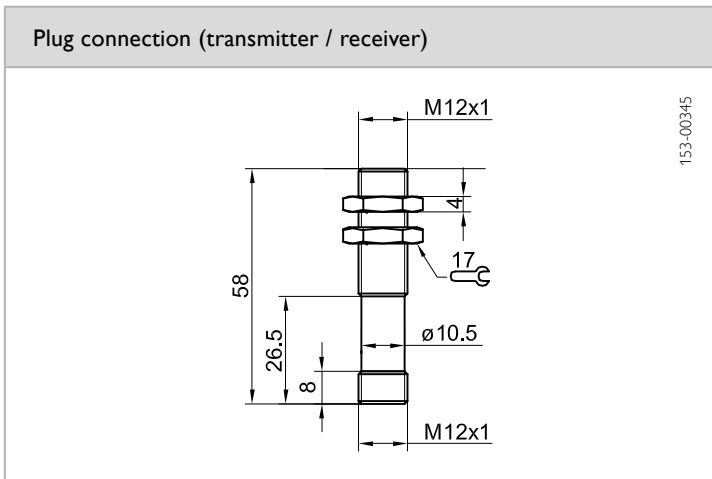 Plug connection (transmitter / receiver)
M12x1
153-00345
4
17
58
26.5
ø10.5
8
M12x1